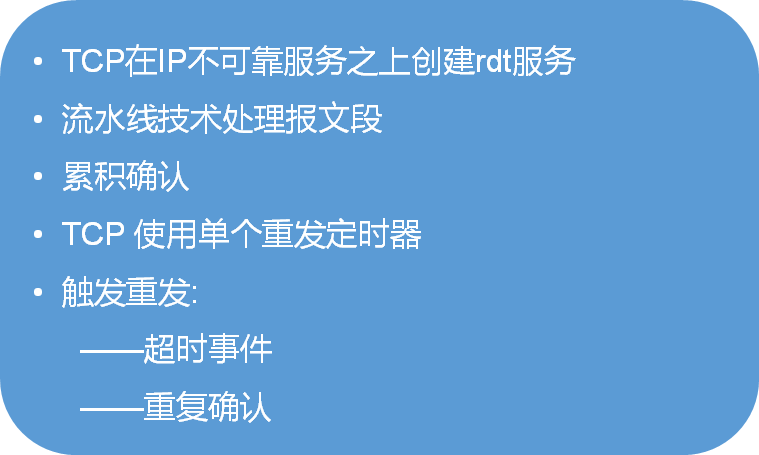 • TCP在IP不可靠服务之上创建rdt服务
• 流水线技术处理报文段
• 累积确认
• TCP 使用单个重发定时器
• 触发重发:
——超时事件
——重复确认